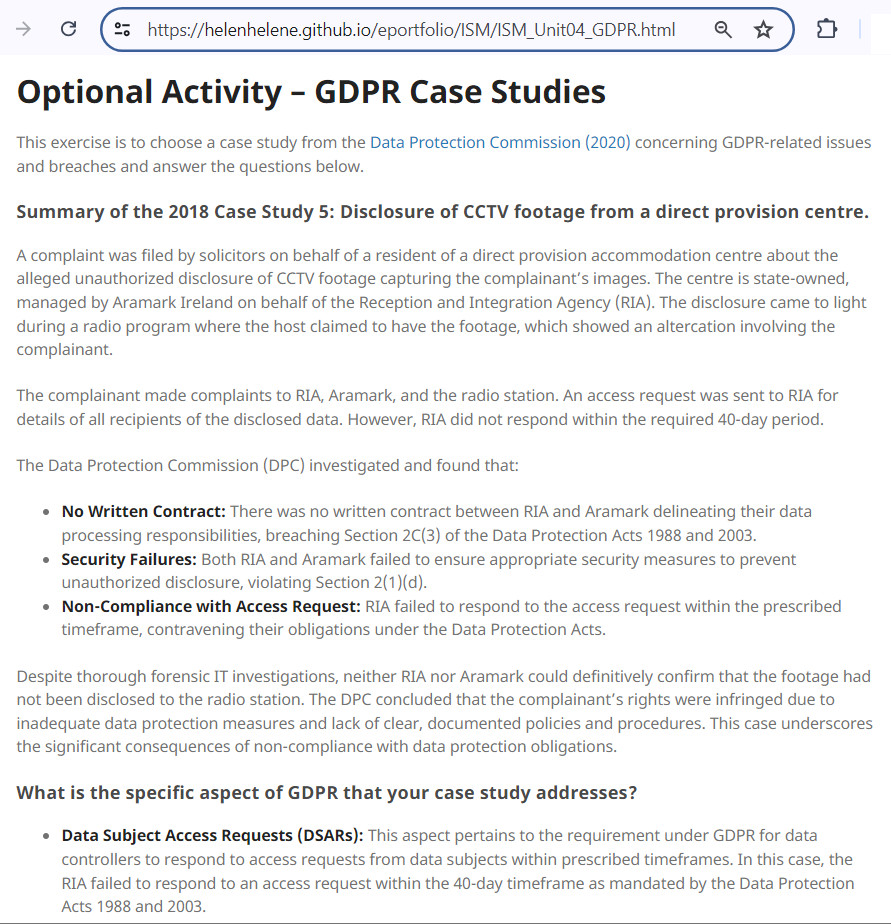 https://helenhelene.github.io/eportfolio/ISM/ISM_Unit04_GDPR.html
Optional Activity – GDPR Case Studies
This exercise is to choose a case study from the Data Protection Commission (2020) concerning GDPR-related issues
and breaches and answer the questions below.
Summary of the 2018 Case Study 5: Disclosure of CCTV footage from a direct provision centre.
A complaint was filed by solicitors on behalf of a resident of a direct provision accommodation centre about the
alleged unauthorized disclosure of CCTV footage capturing the complainant’s images. The centre is state-owned,
managed by Aramark Ireland on behalf of the Reception and Integration Agency (RIA). The disclosure came to light
during a radio program where the host claimed to have the footage, which showed an altercation involving the
complainant.
The complainant made complaints to RIA, Aramark, and the radio station. An access request was sent to RIA for
details of all recipients of the disclosed data. However, RIA did not respond within the required 40-day period.
The Data Protection Commission (DPC) investigated and found that:
• No Written Contract: There was no written contract between RIA and Aramark delineating their data
processing responsibilities, breaching Section 2C(3) of the Data Protection Acts 1988 and 2003.
• Security Failures: Both RIA and Aramark failed to ensure appropriate security measures to prevent
unauthorized disclosure, violating Section 2(1)(d).
• Non-Compliance with Access Request: RIA failed to respond to the access request within the prescribed
timeframe, contravening their obligations under the Data Protection Acts.
Despite thorough forensic IT investigations, neither RIA nor Aramark could definitively confirm that the footage had
not been disclosed to the radio station. The DPC concluded that the complainant’s rights were infringed due to
inadequate data protection measures and lack of clear, documented policies and procedures. This case underscores
the significant consequences of non-compliance with data protection obligations.
What is the specific aspect of GDPR that your case study addresses?
• Data Subject Access Requests (DSARs): This aspect pertains to the requirement under GDPR for data
controllers to respond to access requests from data subjects within prescribed timeframes. In this case, the
RIA failed to respond to an access request within the 40-day timeframe as mandated by the Data Protection
Acts 1988 and 2003.